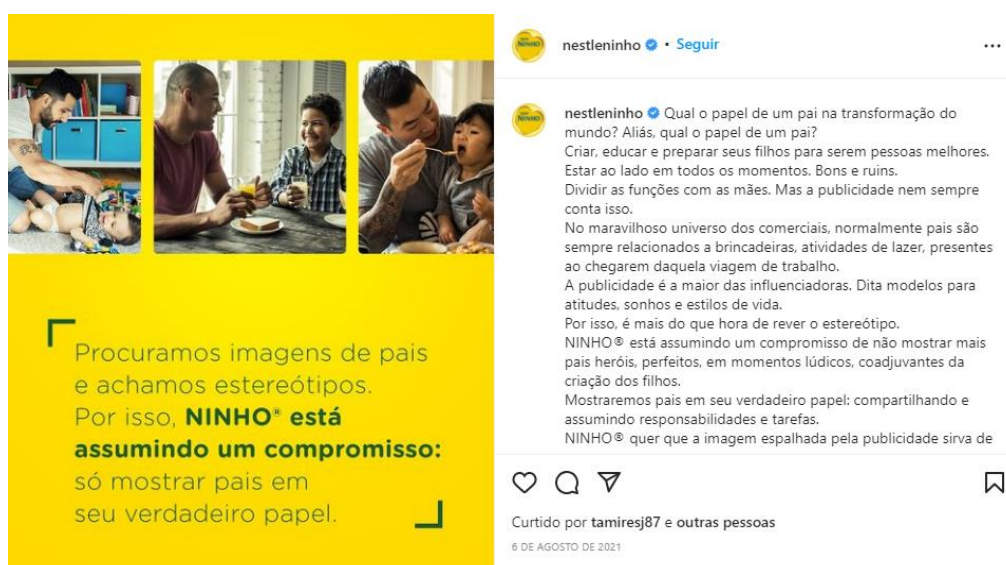 Procuramos imagens de pais
e achamos estereótipos.
Por isso, NINHO® está
assumindo um compromisso:
só mostrar pais em
seu verdadeiro papel.
NINHO
nestleninho • Seguir
NINHO
nestleninho Qual o papel de um pai na transformação do
mundo? Aliás, qual o papel de um pai?
Criar, educar e preparar seus filhos para serem pessoas melhores.
Estar ao lado em todos os momentos. Bons e ruins.
Dividir as funções com as mães. Mas a publicidade nem sempre
conta isso.
No maravilhoso universo dos comerciais, normalmente pais são
sempre relacionados a brincadeiras, atividades de lazer, presentes
ao chegarem daquela viagem de trabalho.
A publicidade é a maior das influenciadoras. Dita modelos para
atitudes, sonhos e estilos de vida.
Por isso, é mais do que hora de rever o estereótipo.
NINHO® está assumindo um compromisso de não mostrar mais
pais heróis, perfeitos, em momentos lúdicos, coadjuvantes da
criação dos filhos.
Mostraremos pais em seu verdadeiro papel: compartilhando e
assumindo responsabilidades e tarefas.
NINHO® quer que a imagem espalhada pela publicidade sirva de
Curtido por tamiresj87 e outras pessoas
6 DE AGOSTO DE 2021